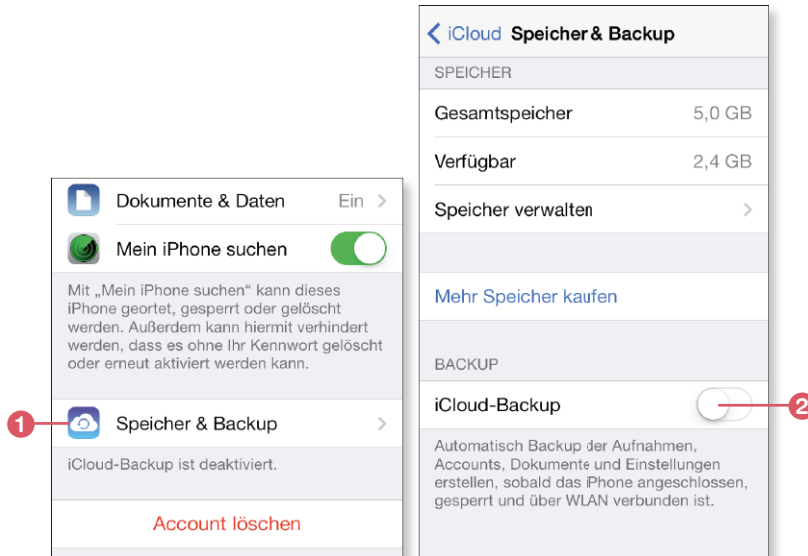 Dokumente & Daten Ein
Mein iPhone suchen
Mit „Mein iPhone suchen“ kann dieses
iPhone geortet, gesperrt oder gelöscht
werden. Außerdem kann hiermit verhindert
werden, dass es ohne Ihr Kennwort gelöscht
oder erneut aktiviert werden kann.
1
Speicher & Backup
iCloud-Backup ist deaktiviert.
Account löschen
iCloud Speicher & Backup
SPEICHER
Gesamtspeicher 5,0 GB
Verfügbar 2,4 GB
Speicher verwalten
Mehr Speicher kaufen
BACKUP
iCloud-Backup
2
Automatisch Backup der Aufnahmen,
Accounts, Dokumente und Einstellungen
erstellen, sobald das iPhone angeschlossen,
gesperrt und über WLAN verbunden ist.